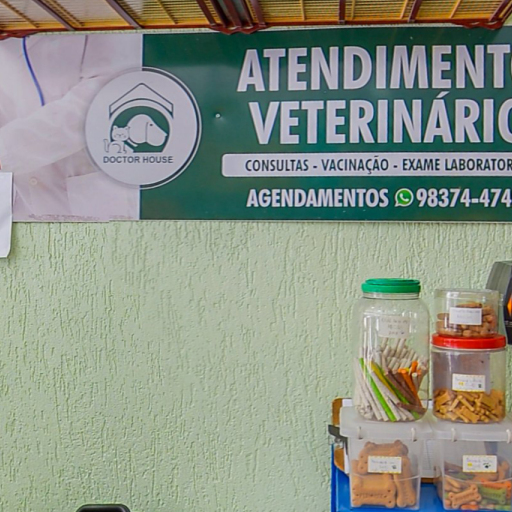 DOCTOR HOUSE
ATENDIMENTO
VETERINÁRIO
CONSULTAS - VACINAÇÃO - EXAME LABORATOR
AGENDAMENTOS 98374-474